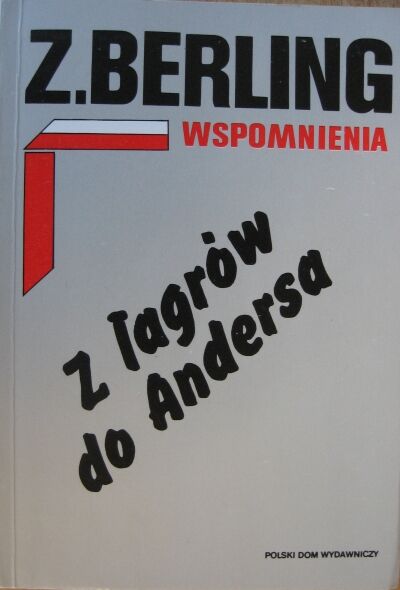 Z.BERLING
WSPOMNIENIA
Z łagrów
do Andersa
POLSKI DOM WYDAWNICZY